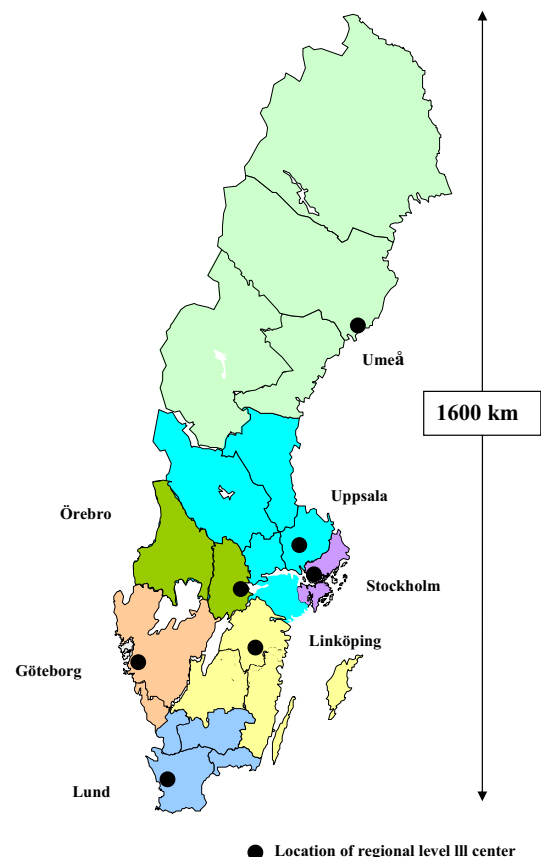 Umeå
1600 km
Uppsala
Örebro
Stockholm
Linköping
Göteborg
Lund
Location of regional level lll center